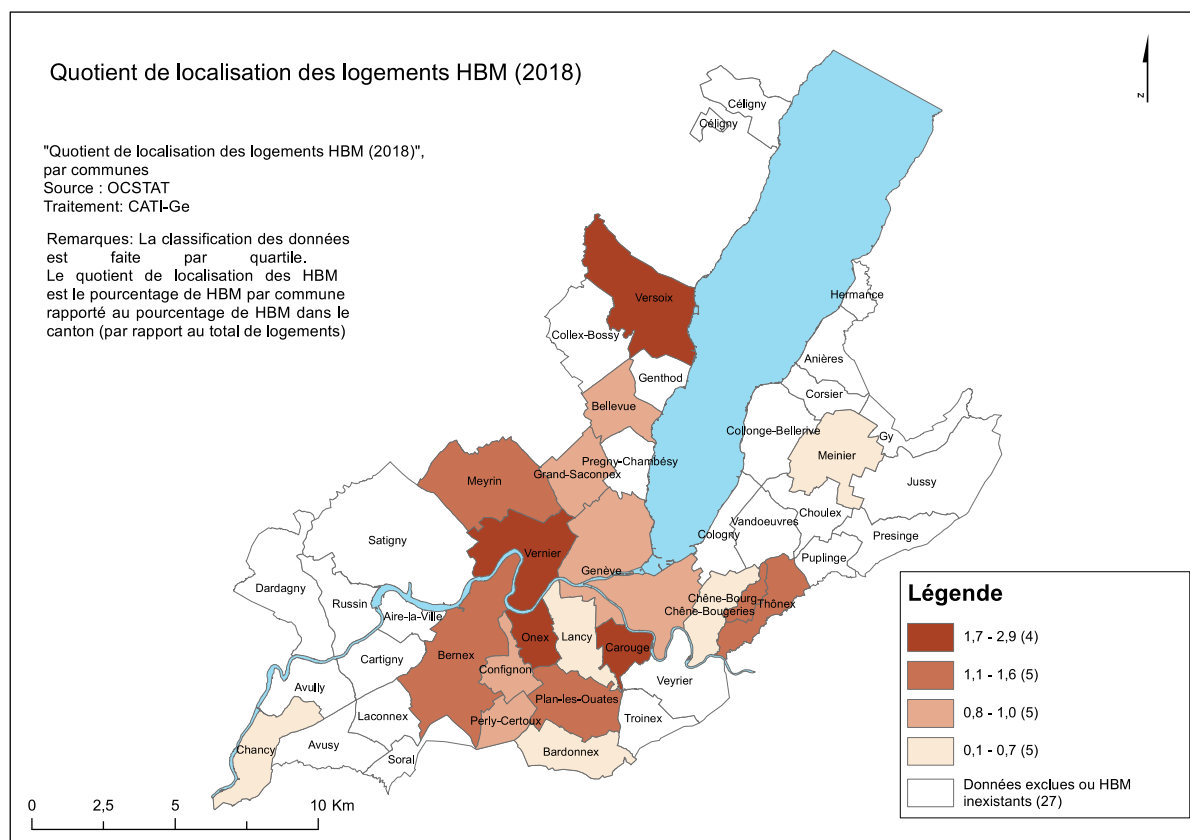 Quotient de localisation des logements HBM (2018)
z
"Quotient de localisation des logements HBM (2018)",
par communes
Source : OCSTAT
Traitement: CATI-Ge
Remarques: La classification des données
est faite par quartile.
Le quotient de localisation des HBM
est le pourcentage de HBM par commune
rapporté au pourcentage de HBM dans le
canton (par rapport au total de logements)
Céligny
Céligny
Versoix
Hermance
Collex-Bossy
Anières
Genthod
Corsier
Bellevue
Collonge-Bellerive
Gy
Meinier
Pregny-Chambésy
Grand-Saconnex
Meyrin
Jussy
Choulex
Vandoeuvres
Cologny
Presinge
Satigny
Vernier
Puplinge
Genève
Dardagny
Russin
Aire-la-Ville
Chêne-Bourg
Thônex
Chêne-Bougeries
Onex
Lancy
Carouge
Bernex
Cartigny
Confignon
Veyrier
Avully
Plan-les-Ouates
Laconnex
Perly-Certoux
Troinex
Chancy
Avusy
Soral
Bardonnex
Légende
1,7 - 2,9 (4)
1,1 - 1,6 (5)
0,8 - 1,0 (5)
0,1 - 0,7 (5)
Données exclues ou HBM
inexistants (27)
0 2,5 5 10 Km